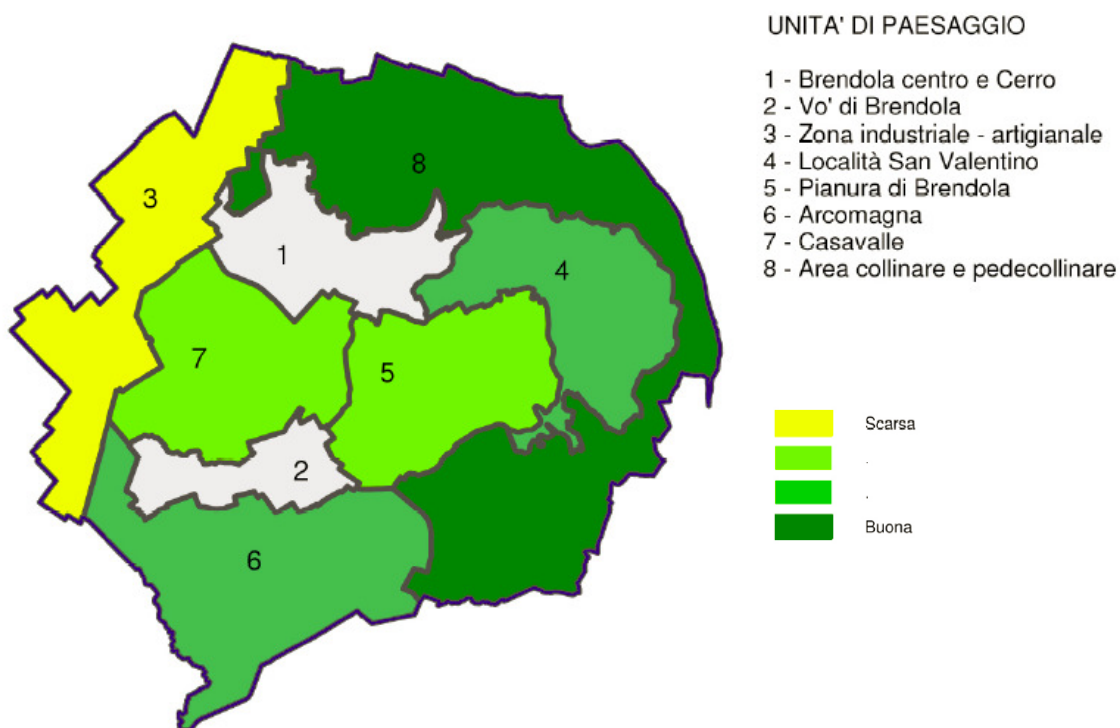 UNITA' DI PAESAGGIO
1 - Brendola centro e Cerro
2 - Vo' di Brendola
3 - Zona industriale - artigianale
4 - Località San Valentino
5 - Pianura di Brendola
6 - Arcomagna
7 - Casavalle
8 - Area collinare e pedecollinare
8
3
1
4
7
5
2
6
Scarsa
.
.
Buona